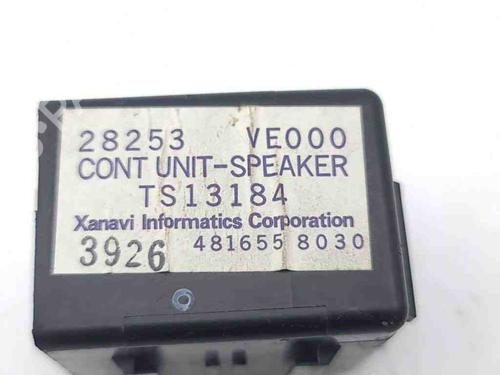 28253 VE000
CONT UNIT-SPEAKER
TS13184
Xanavi Informatics Corporation
3926 481655 8030